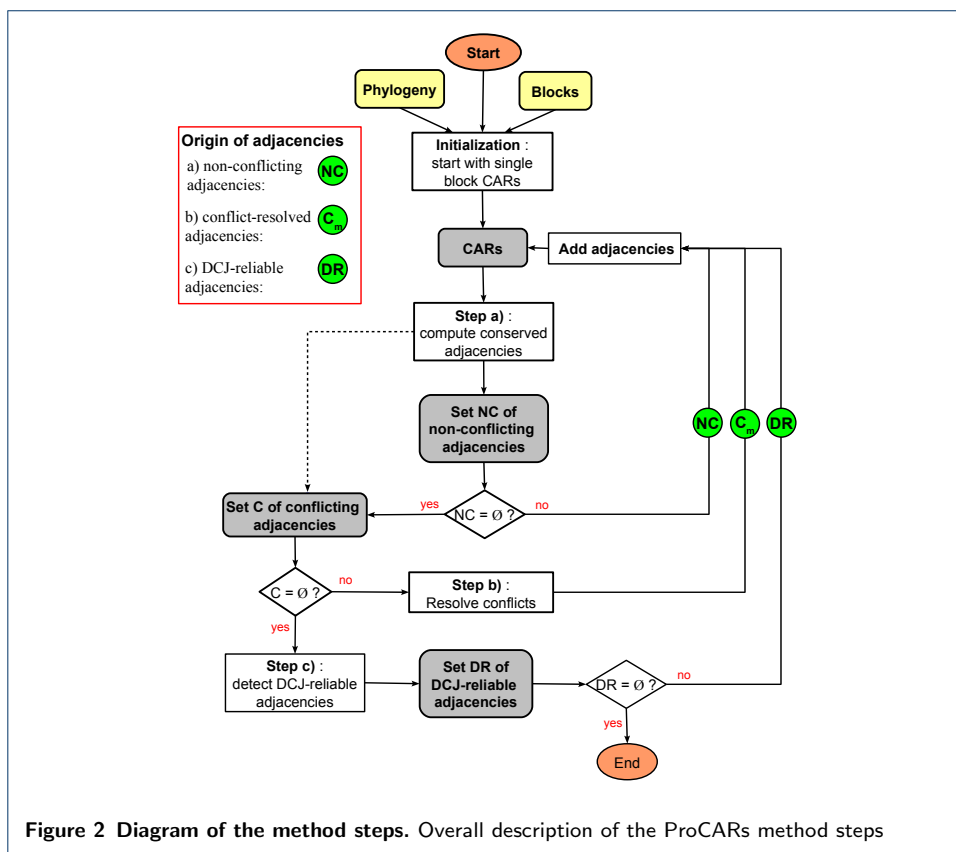 Start
Phylogeny
Blocks
Initialization :
start with single
block CARs
Origin of adjacencies
a) non-conflicting
adjacencies:
NC
b) conflict-resolved
adjacencies:
Cm
c) DCJ-reliable
adjacencies:
DR
CARs
Add adjacencies
Step a) :
compute conserved
adjacencies
Set NC of
non-conflicting
adjacencies
NC
Cm
DR
Set C of conflicting
adjacencies
yes
NC = Ø ?
no
C = Ø ?
no
Step b) :
Resolve conflicts
yes
Step c) :
detect DCJ-reliable
adjacencies
Set DR of
DCJ-reliable
adjacencies
DR = Ø ?
no
yes
End
Figure 2 Diagram of the method steps. Overall description of the ProCARs method steps